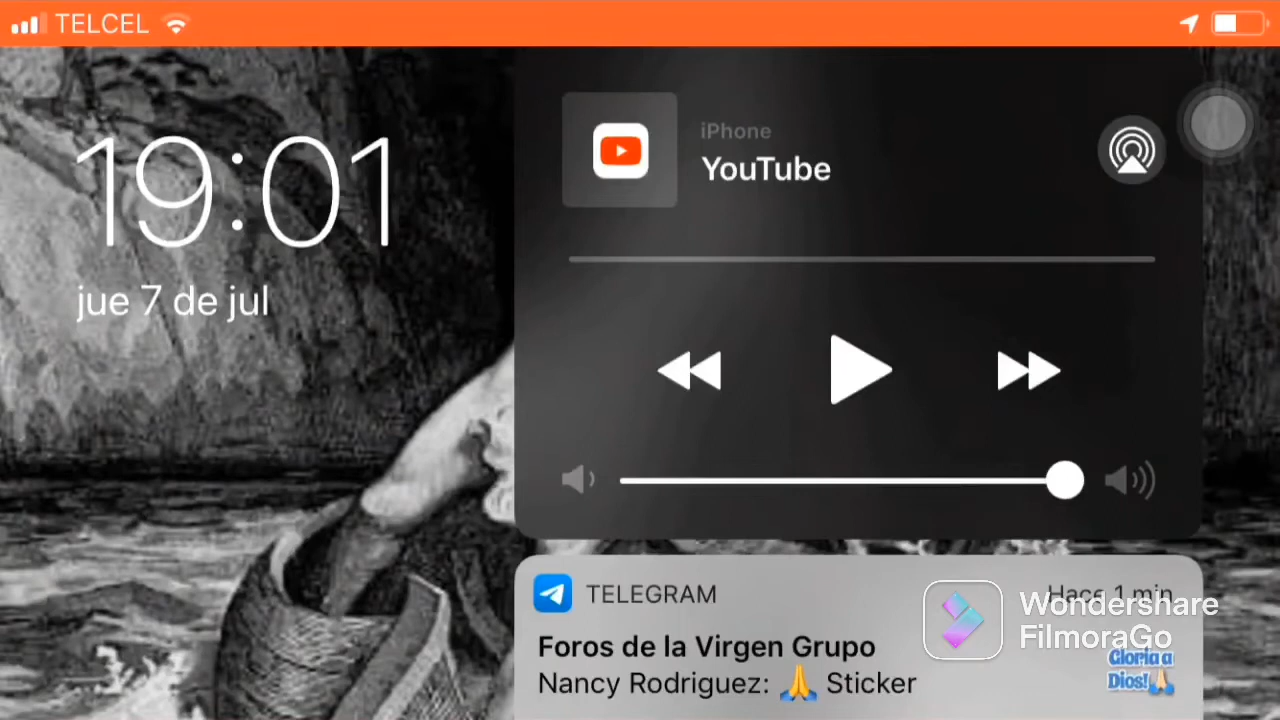 TELCEL
19:01
jue 7 de jul
iPhone
YouTube
TELEGRAM
Hace 1 min
Foros de la Virgen Grupo
Nancy Rodriguez: 🙏 Sticker
Wondershare
FilmoraGo
Gloria a
Dios!🙏